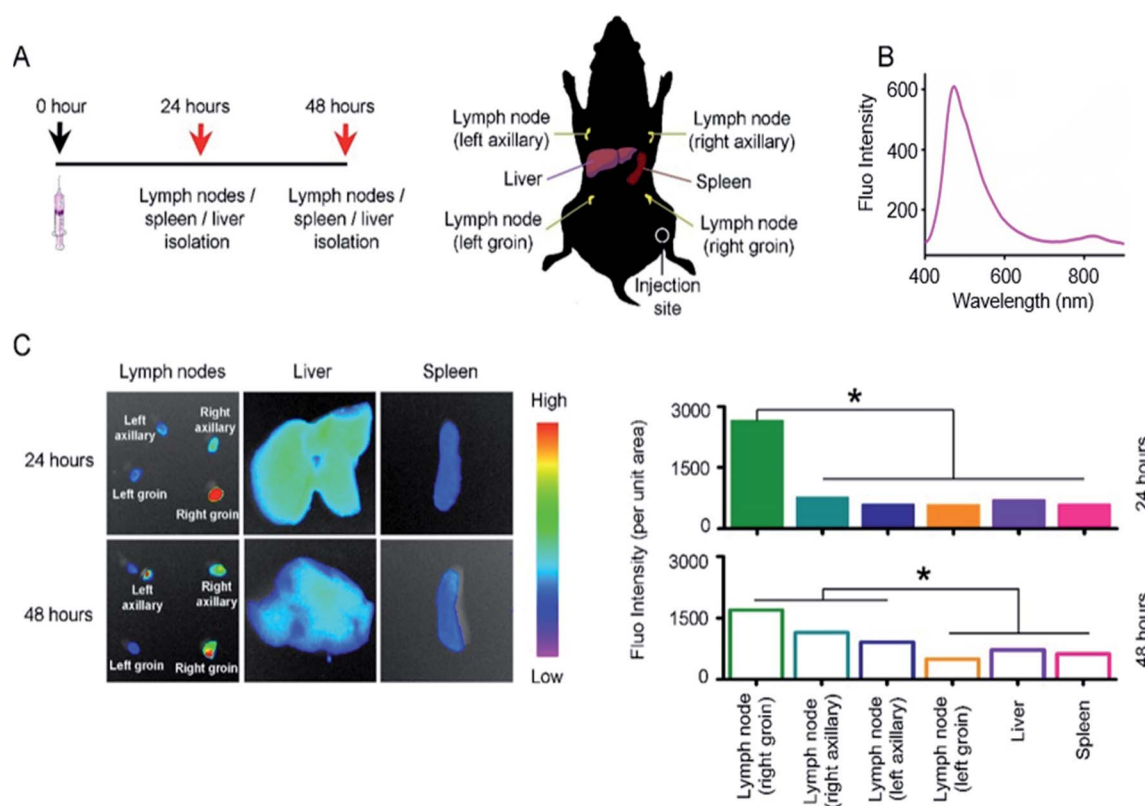 A
0 hour
24 hours
48 hours
Lymph nodes /
spleen / liver
isolation
Lymph nodes /
spleen / liver
isolation
Lymph node
(left axillary)
Lymph node
(right axillary)
Liver
Spleen
Lymph node
(left groin)
Lymph node
(right groin)
Injection
site
B
Fluo Intensity
600
400
200
400
600
800
Wavelength (nm)
C
Lymph nodes
Liver
Spleen
24 hours
Left
axillary
Right
axillary
Left groin
Right groin
48 hours
Left
axillary
Right
axillary
Left groin
Right groin
High
Low
Fluo Intensity (per unit area)
3000
1500
0
*
24 hours
3000
1500
0
*
48 hours
Lymph node
(right groin)
Lymph node
(right axillary)
Lymph node
(left axillary)
Lymph node
(left groin)
Liver
Spleen